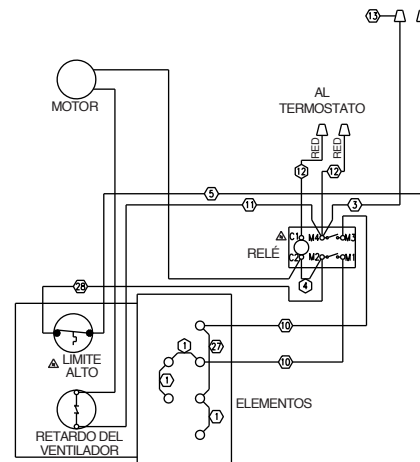 13
MOTOR
AL
TERMOSTATO
RED
RED
12
12
5
11
3
C1
M4
M3
RELÉ
C2
M2
M1
4
28
10
1
27
LÍMITE
ALTO
10
1
ELEMENTOS
1
RETARDO DEL
VENTILADOR